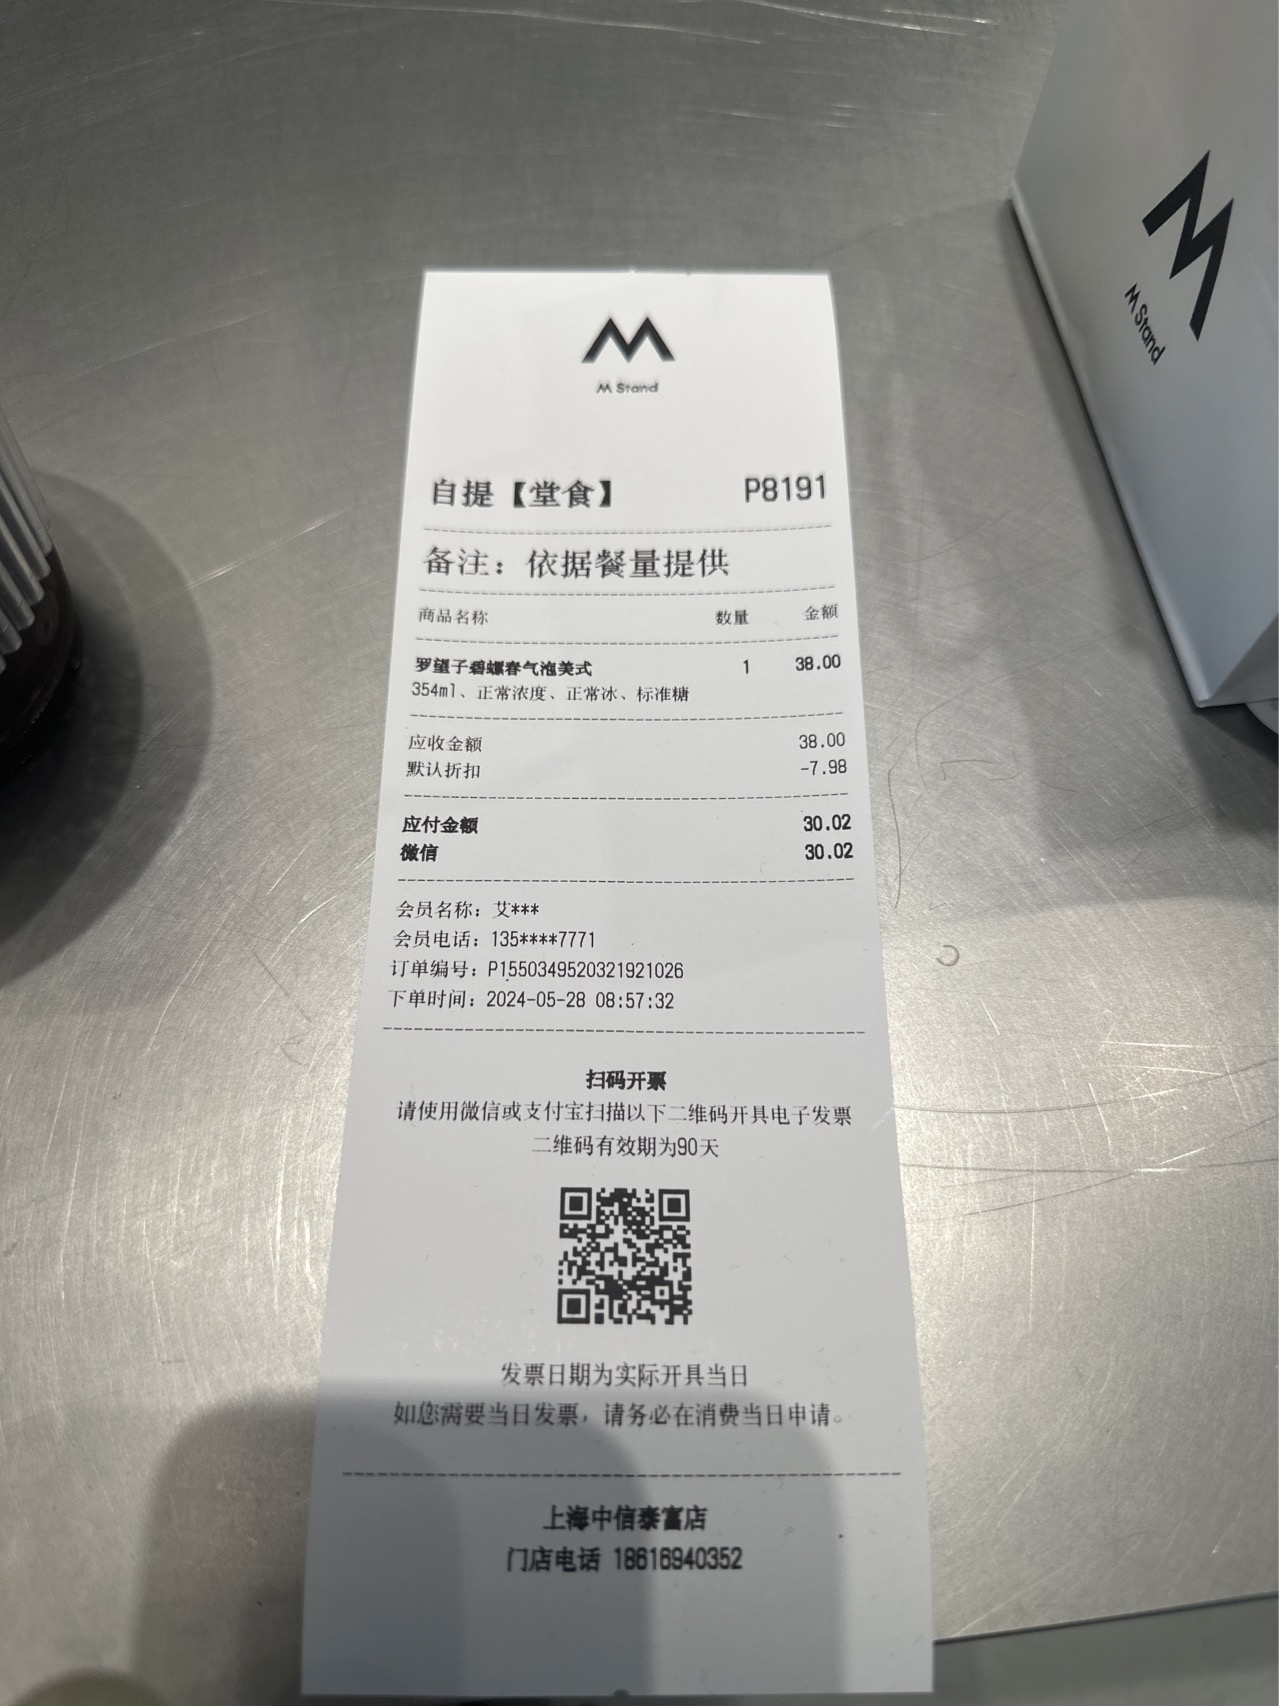 M Stand
M Stand
自提【堂食】 P8191
备注：依据餐量提供
商品名称 数量 金额
罗望子碧螺春气泡美式 1 38.00
354ml、正常浓度、正常冰、标准糖
应收金额 38.00
默认折扣 -7.98
应付金额 30.02
微信 30.02
会员名称：艾***
会员电话：135****7771
订单编号：P1550349520321921026
下单时间：2024-05-28 08:57:32
扫码开票
请使用微信或支付宝扫描以下二维码开具电子发票
二维码有效期为90天
发票日期为实际开具当日
如您需要当日发票，请务必在消费当日申请。
上海中信泰富店
门店电话 18616940352